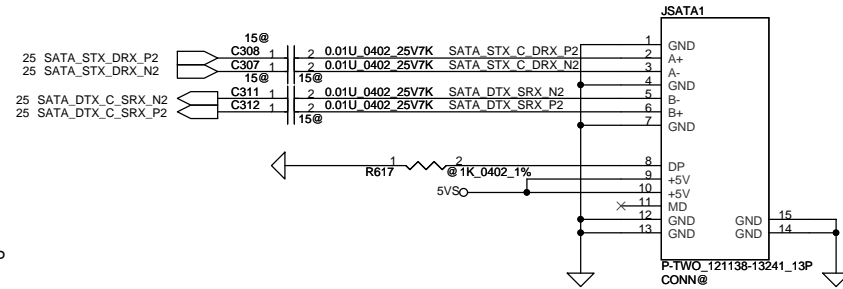 JSATA1
15@
25 SATA_STX_DRX_P2 C308 1 2 0.01U_0402_25V7K SATA_STX_C_DRX_P2
25 SATA_STX_DRX_N2 C307 1 2 0.01U_0402_25V7K SATA_STX_C_DRX_N2
15@ 15@
25 SATA_DTX_C_SRX_N2 C311 1 2 0.01U_0402_25V7K SATA_DTX_SRX_N2
25 SATA_DTX_C_SRX_P2 C312 1 2 0.01U_0402_25V7K SATA_DTX_SRX_P2
15@
1 GND
2 A+
3 A-
4 GND
5 B-
6 B+
7 GND
R617 1 2 @ 1K_0402_1%
5VS
8 DP
9 +5V
10 +5V
11 MD
12 GND GND 15
13 GND GND 14
P-TWO_121138-13241_13P
CONN@